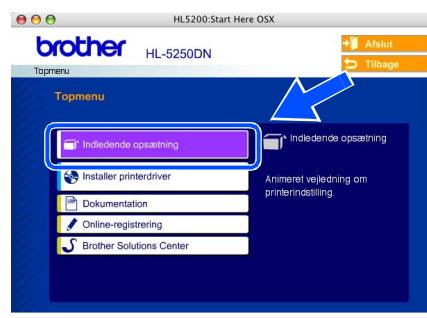 HL5200:Start Here OSX
brother HL-5250DN
Afslut
Tilbage
Topmenu
Topmenu
Indledende opsætning
Installer printerdriver
Dokumentation
Online-registrering
Brother Solutions Center
Indledende opsætning
Animeret vejledning om
printerindstilling.